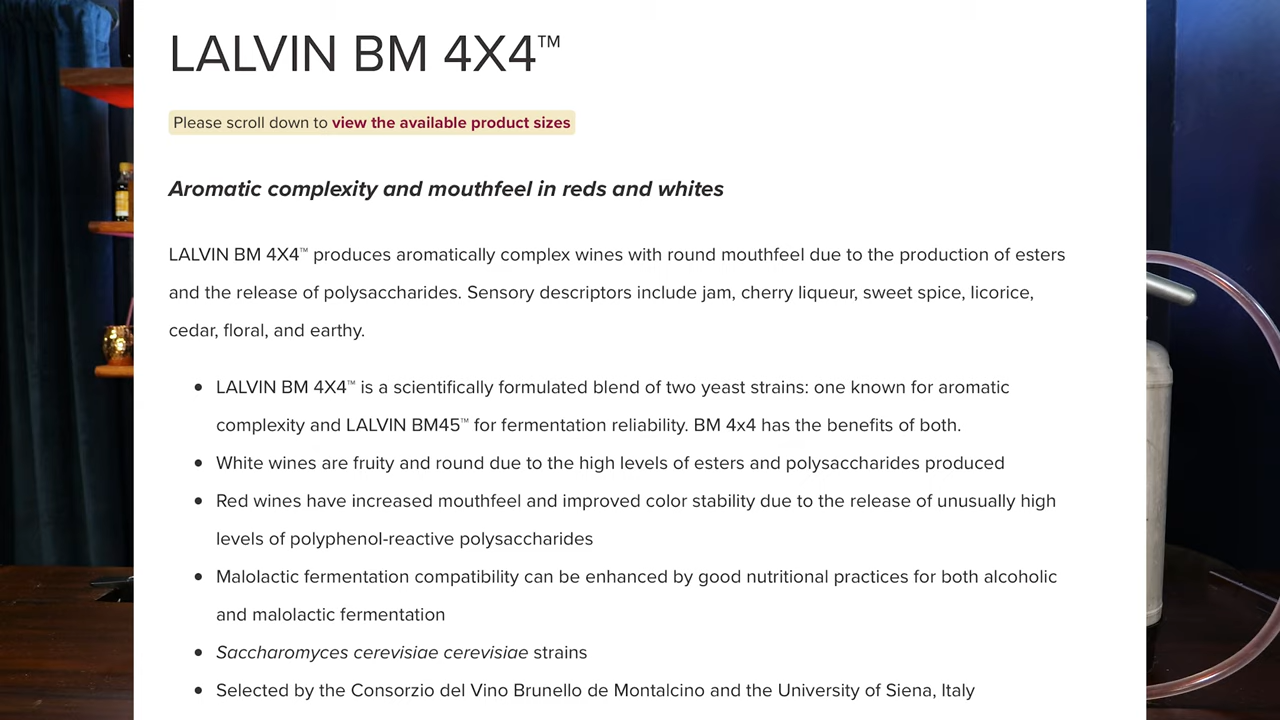 LALVIN BM 4X4™
Please scroll down to view the available product sizes
Aromatic complexity and mouthfeel in reds and whites
LALVIN BM 4X4™ produces aromatically complex wines with round mouthfeel due to the production of esters
and the release of polysaccharides. Sensory descriptors include jam, cherry liqueur, sweet spice, licorice,
cedar, floral, and earthy.
• LALVIN BM 4X4™ is a scientifically formulated blend of two yeast strains: one known for aromatic
complexity and LALVIN BM45™ for fermentation reliability. BM 4x4 has the benefits of both.
• White wines are fruity and round due to the high levels of esters and polysaccharides produced
• Red wines have increased mouthfeel and improved color stability due to the release of unusually high
levels of polyphenol-reactive polysaccharides
• Malolactic fermentation compatibility can be enhanced by good nutritional practices for both alcoholic
and malolactic fermentation
• Saccharomyces cerevisiae cerevisiae strains
• Selected by the Consorzio del Vino Brunello de Montalcino and the University of Siena, Italy